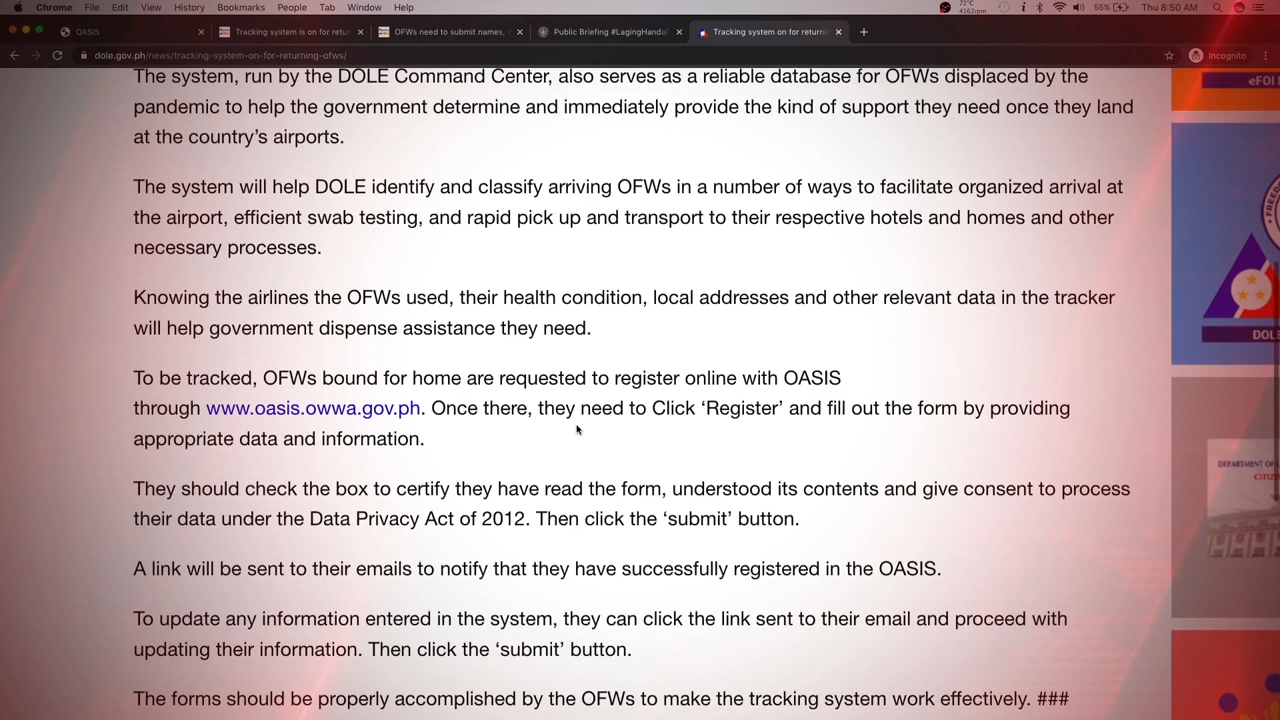 Chrome File Edit View History Bookmarks People Tab Window Help
72°C
4162rpm
55%
Thu 8:50 AM
OASIS
Tracking system is on for retu
OFWs need to submit names,
Public Briefing #LagingHanda
Tracking system on for returni
dole.gov.ph/news/tracking-system-on-for-returning-ofws/
Incognito
The system, run by the DOLE Command Center, also serves as a reliable database for OFWs displaced by the
pandemic to help the government determine and immediately provide the kind of support they need once they land
at the country’s airports.
The system will help DOLE identify and classify arriving OFWs in a number of ways to facilitate organized arrival at
the airport, efficient swab testing, and rapid pick up and transport to their respective hotels and homes and other
necessary processes.
Knowing the airlines the OFWs used, their health condition, local addresses and other relevant data in the tracker
will help government dispense assistance they need.
To be tracked, OFWs bound for home are requested to register online with OASIS
through www.oasis.owwa.gov.ph. Once there, they need to Click ‘Register’ and fill out the form by providing
appropriate data and information.
They should check the box to certify they have read the form, understood its contents and give consent to process
their data under the Data Privacy Act of 2012. Then click the ‘submit’ button.
A link will be sent to their emails to notify that they have successfully registered in the OASIS.
To update any information entered in the system, they can click the link sent to their email and proceed with
updating their information. Then click the ‘submit’ button.
The forms should be properly accomplished by the OFWs to make the tracking system work effectively. ###
eFOI
FREED
DOL
DEPARTMENT OF
CITIZ